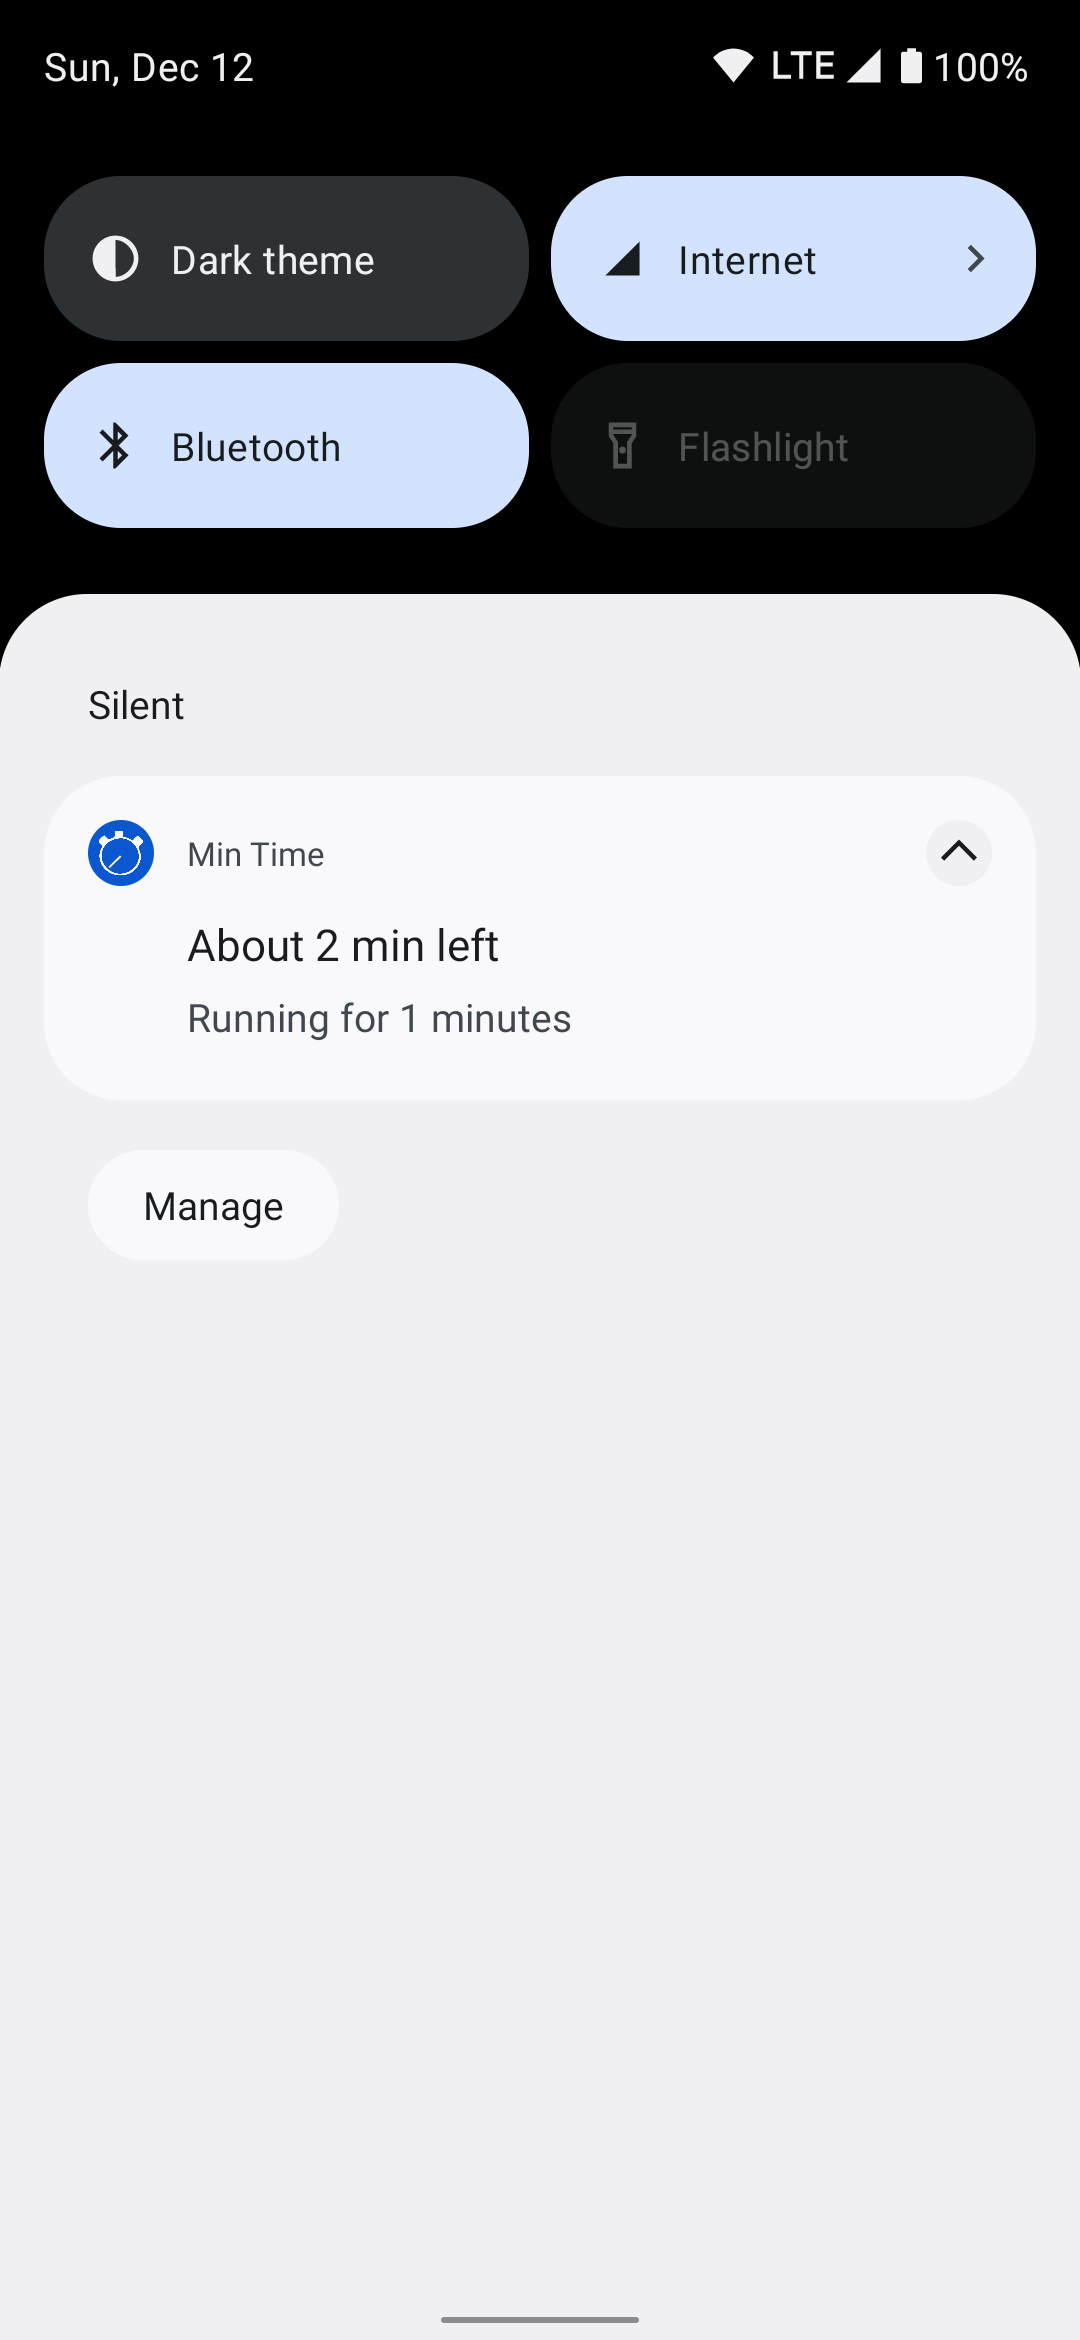 Sun, Dec 12
LTE 100%
Dark theme
Internet
Bluetooth
Flashlight
Silent
Min Time
About 2 min left
Running for 1 minutes
Manage